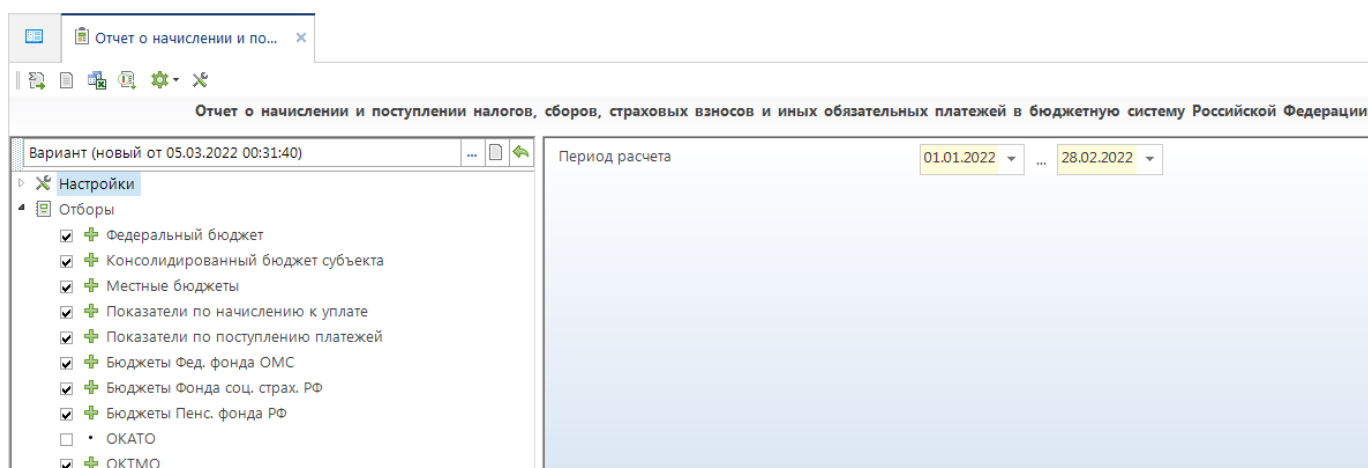 Отчет о начислении и по...
Отчет о начислении и поступлении налогов, сборов, страховых взносов и иных обязательных платежей в бюджетную систему Российской Федерации
Вариант (новый от 05.03.2022 00:31:40) ...
Период расчета 01.01.2022 ... 28.02.2022
Настройки
Отборы
Федеральный бюджет
Консолидированный бюджет субъекта
Местные бюджеты
Показатели по начислению к уплате
Показатели по поступлению платежей
Бюджеты Фед. фонда ОМС
Бюджеты Фонда соц. страх. РФ
Бюджеты Пенс. фонда РФ
ОКАТО
ОКТМО